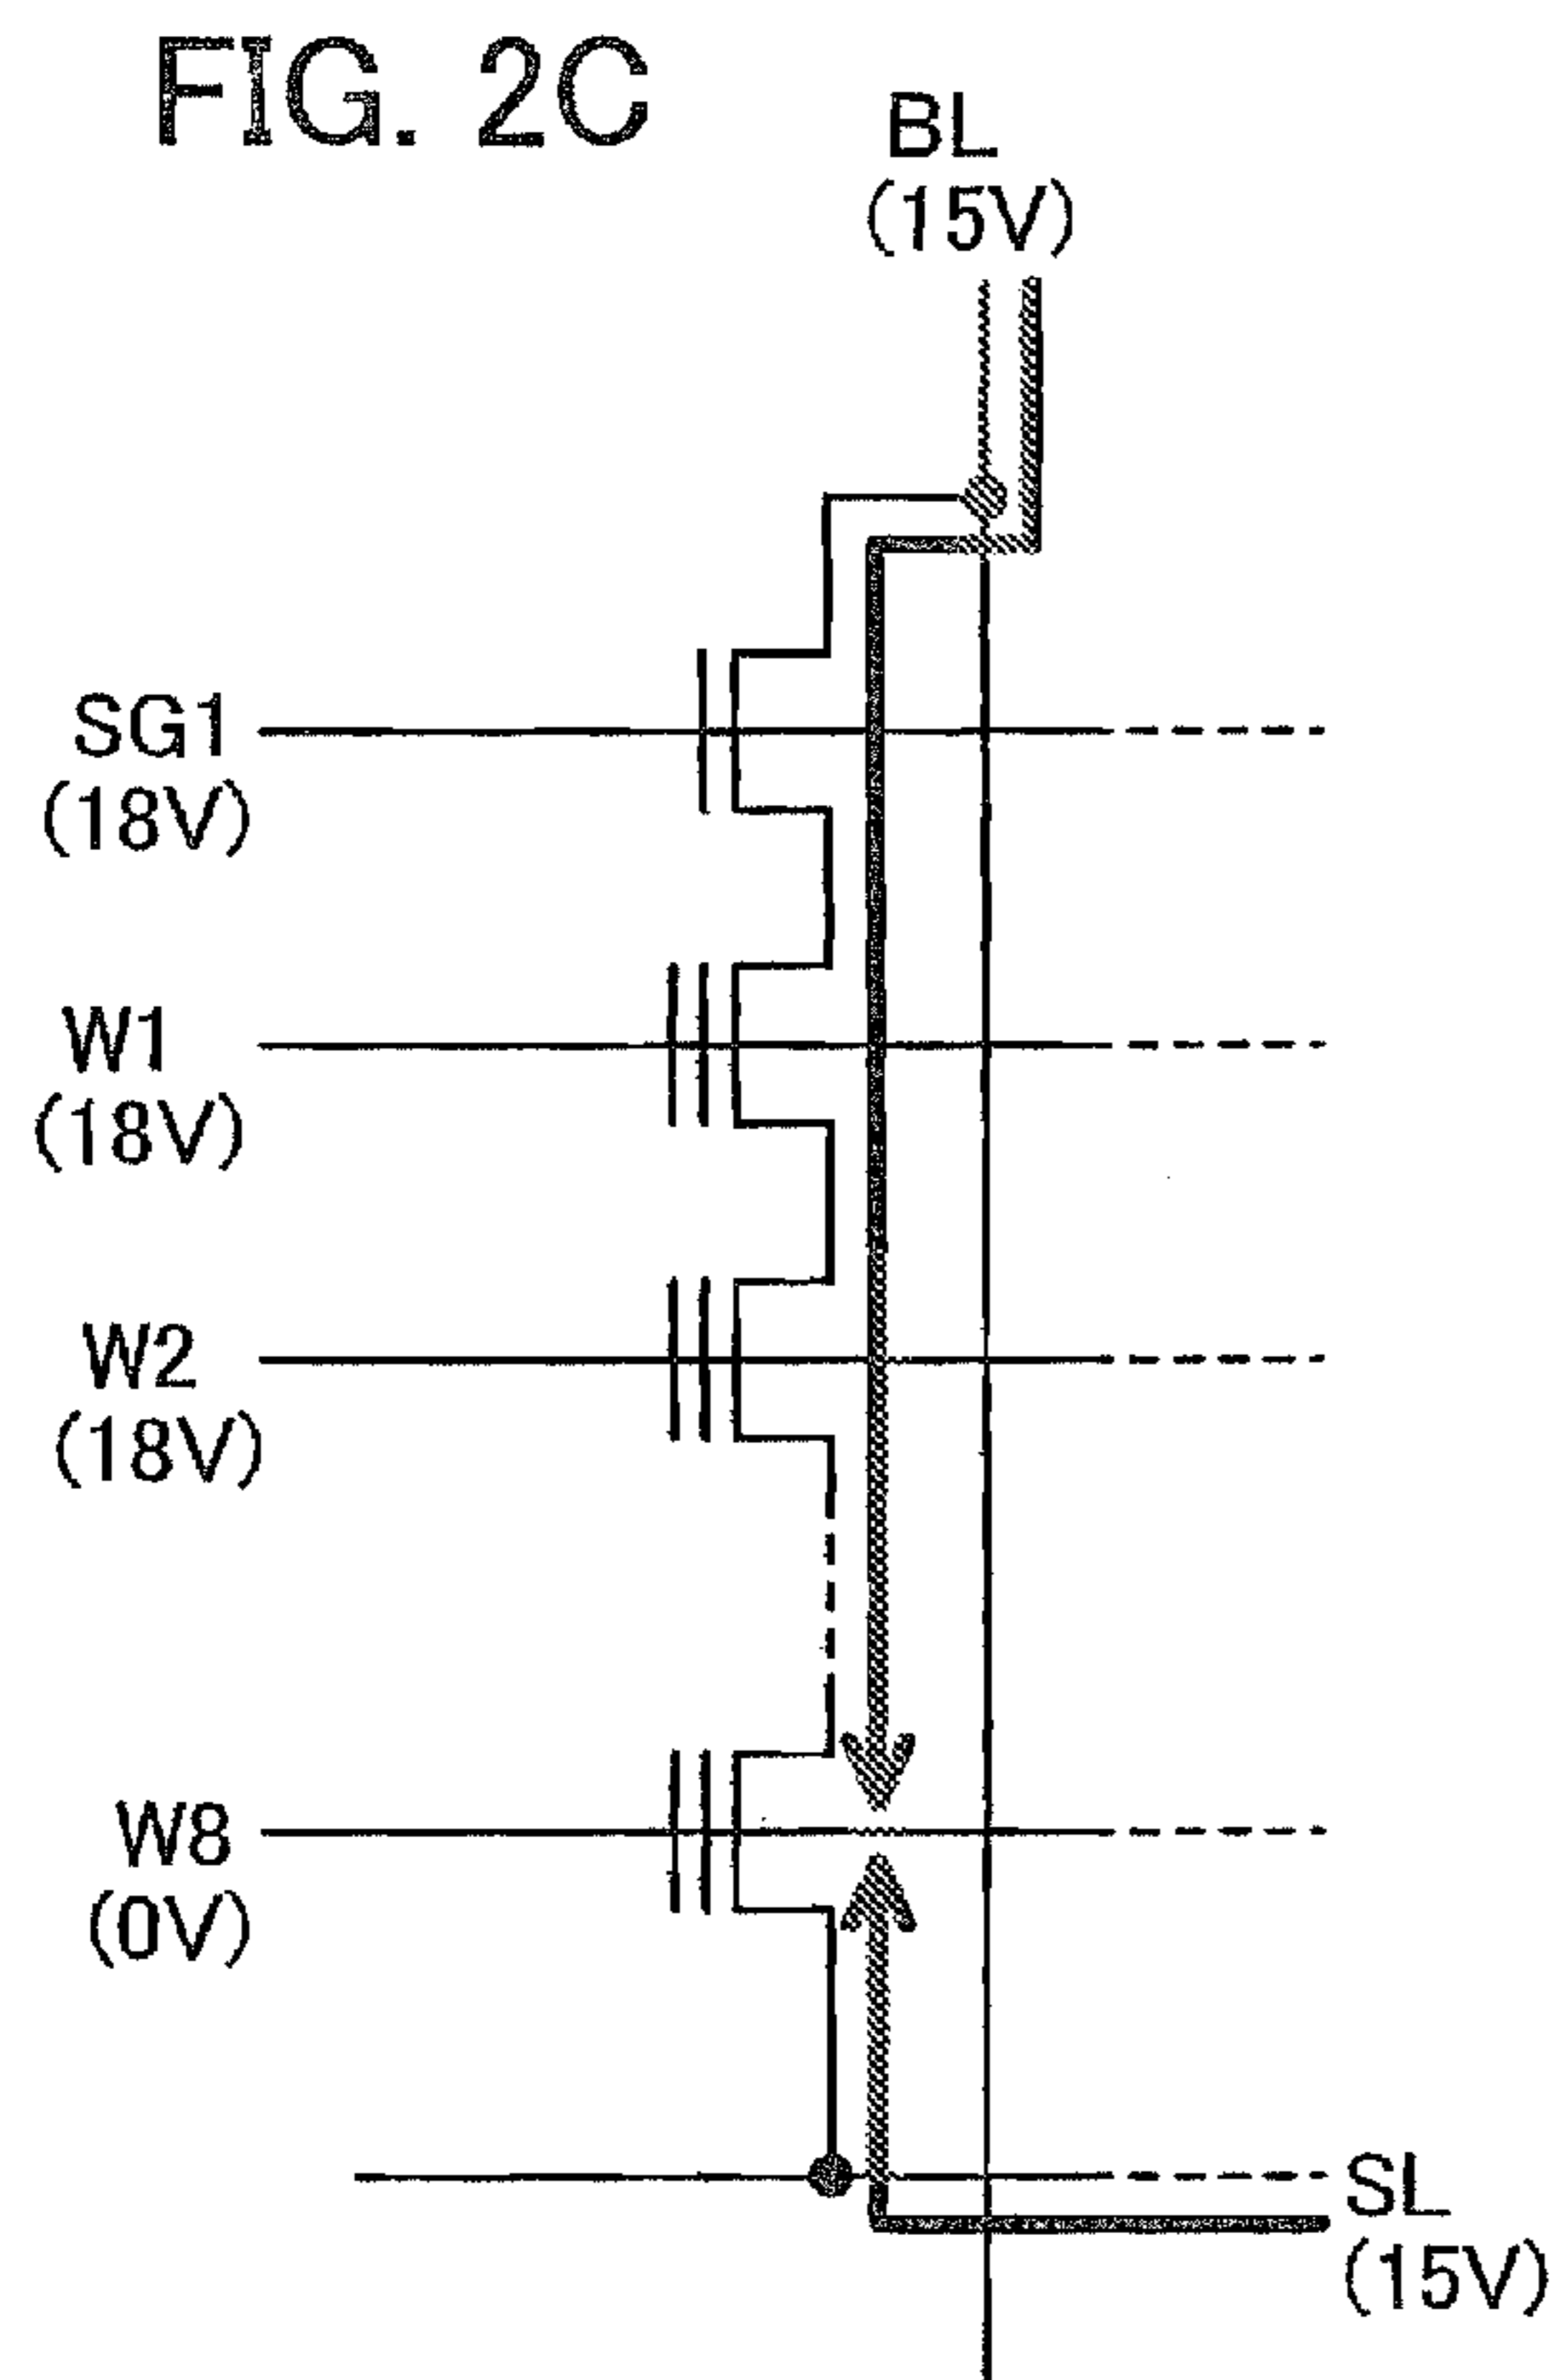 FIG. 2C
BL
(15V)
SG1
(18V)
W1
(18V)
W2
(18V)
W8
(0V)
SL
(15V)